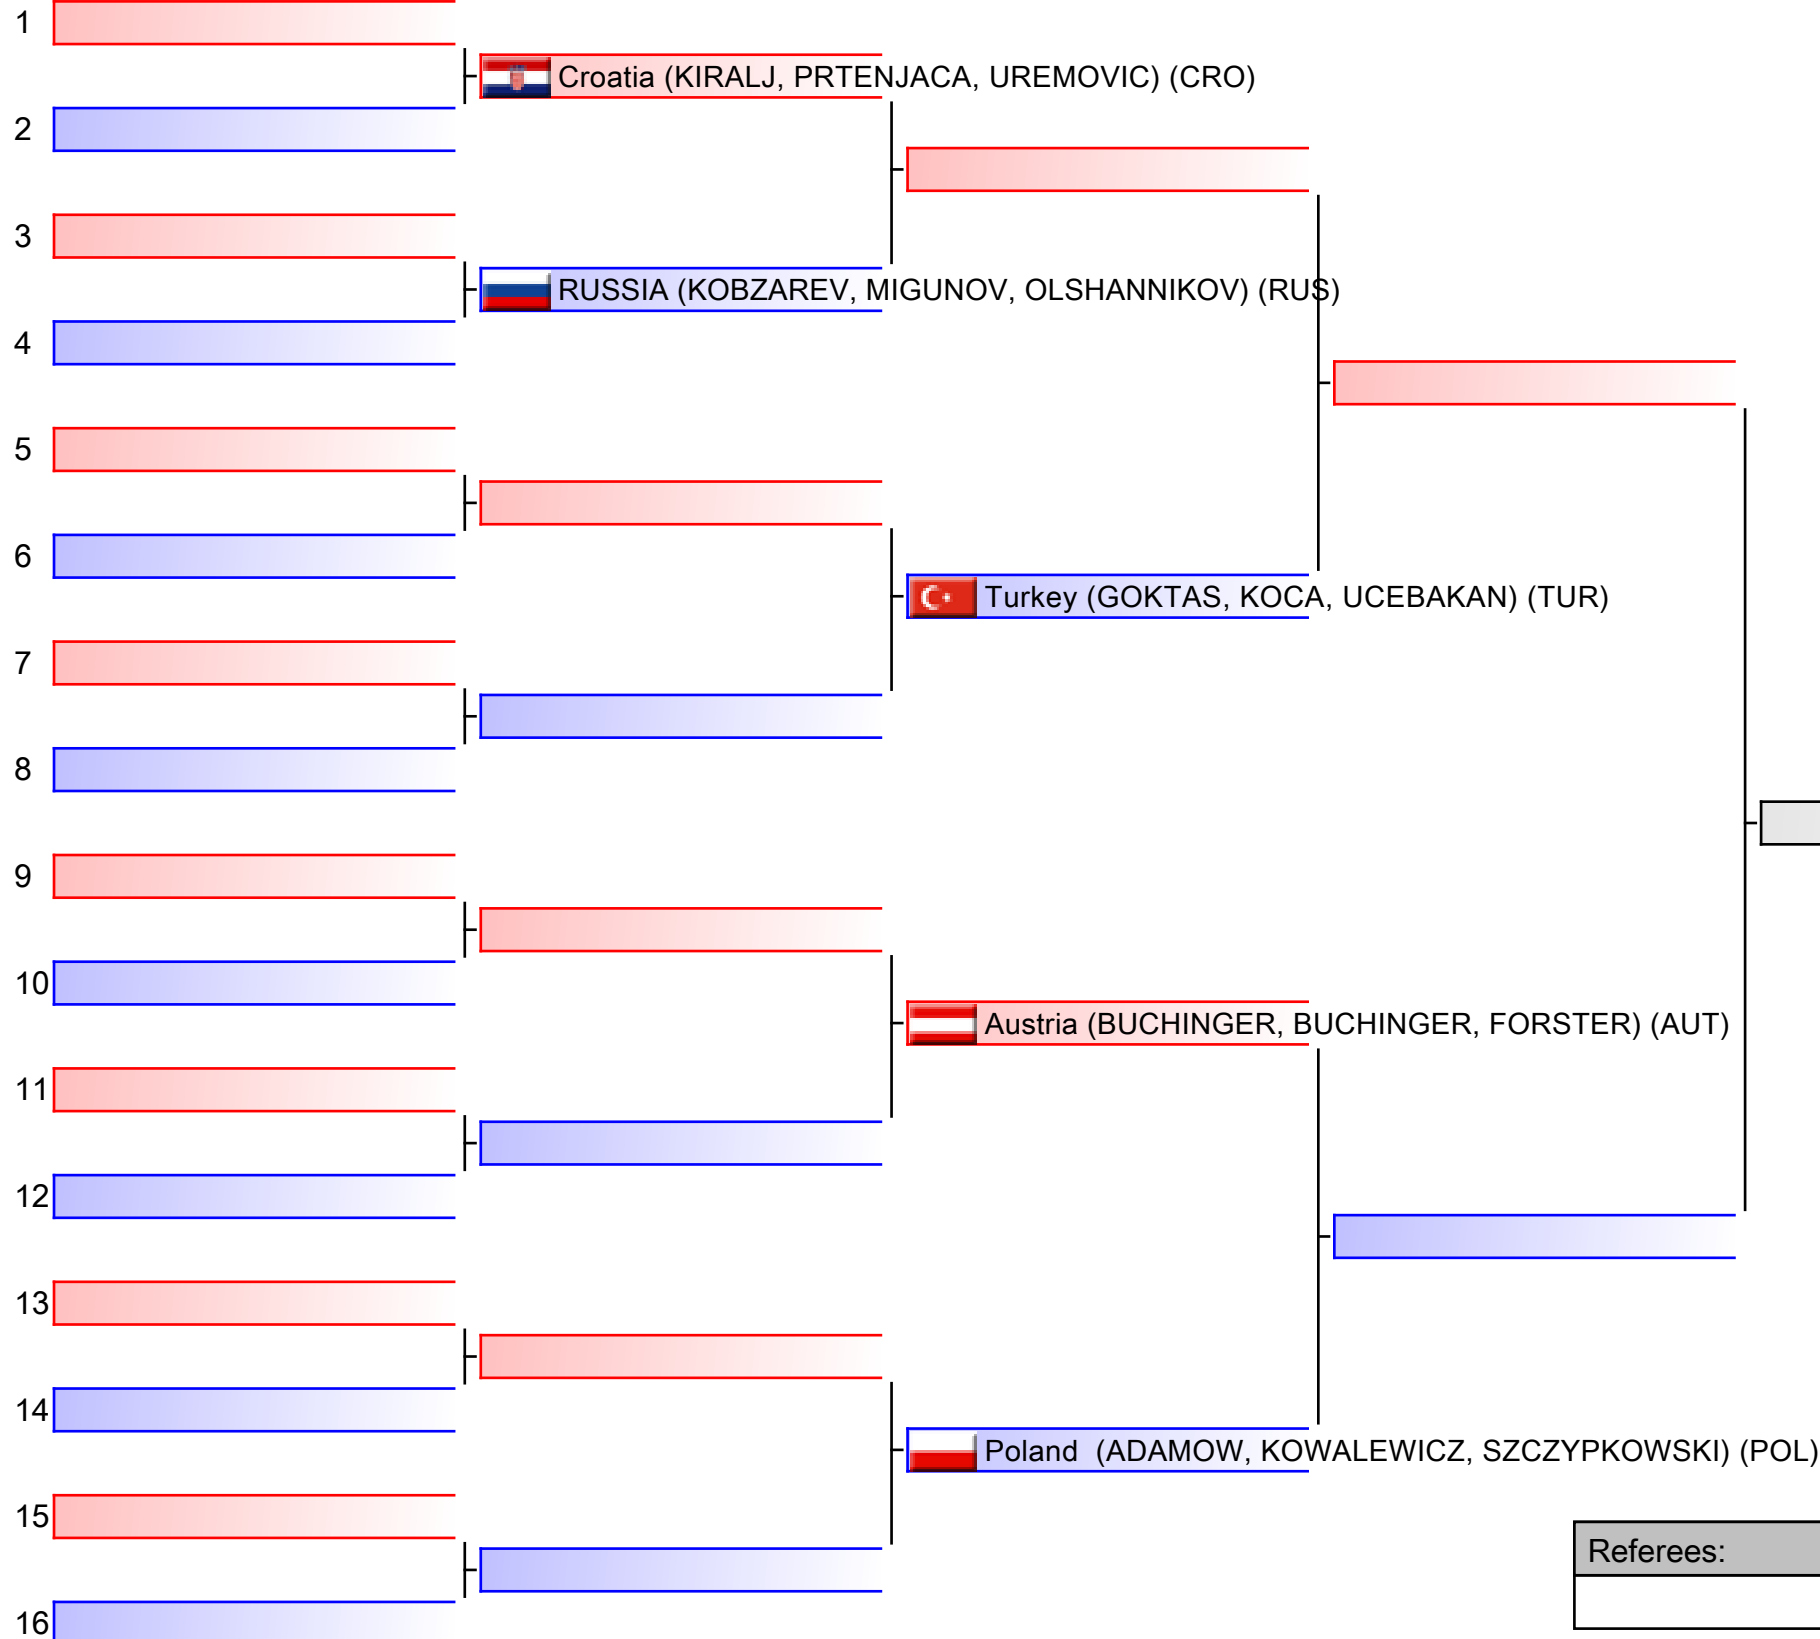 1
Croatia (KIRALJ, PRTENJACA, UREMOVIC) (CRO)
2
3
RUSSIA (KOBZAREV, MIGUNOV, OLSHANNIKOV) (RUS)
4
5
6
Turkey (GOKTAS, KOCA, UCEBAKAN) (TUR)
7
8
9
10
Austria (BUCHINGER, BUCHINGER, FORSTER) (AUT)
11
12
13
14
Poland  (ADAMOW, KOWALEWICZ, SZCZYPKOWSKI) (POL)
15
Referees:
16